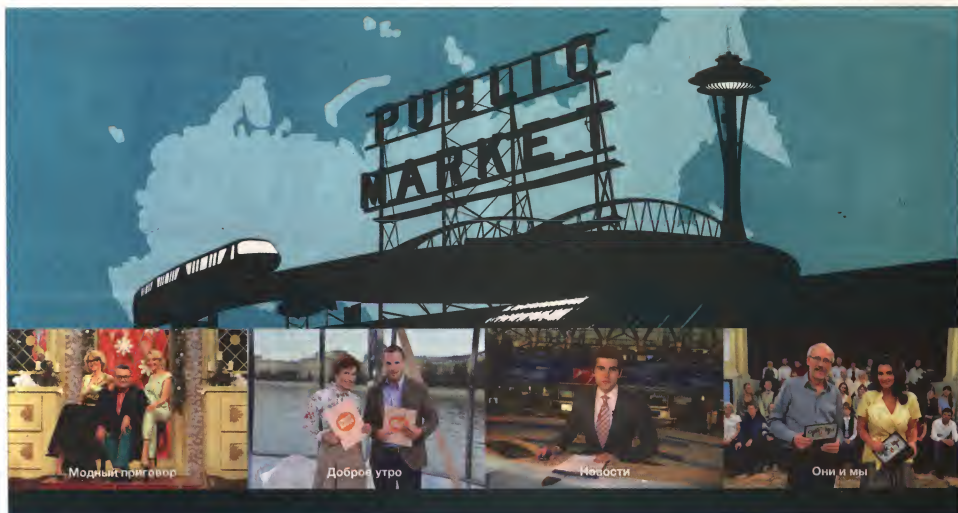 PUBLIC
MARKET
Модный приговор
Доброе утро
Новости
Они и мы